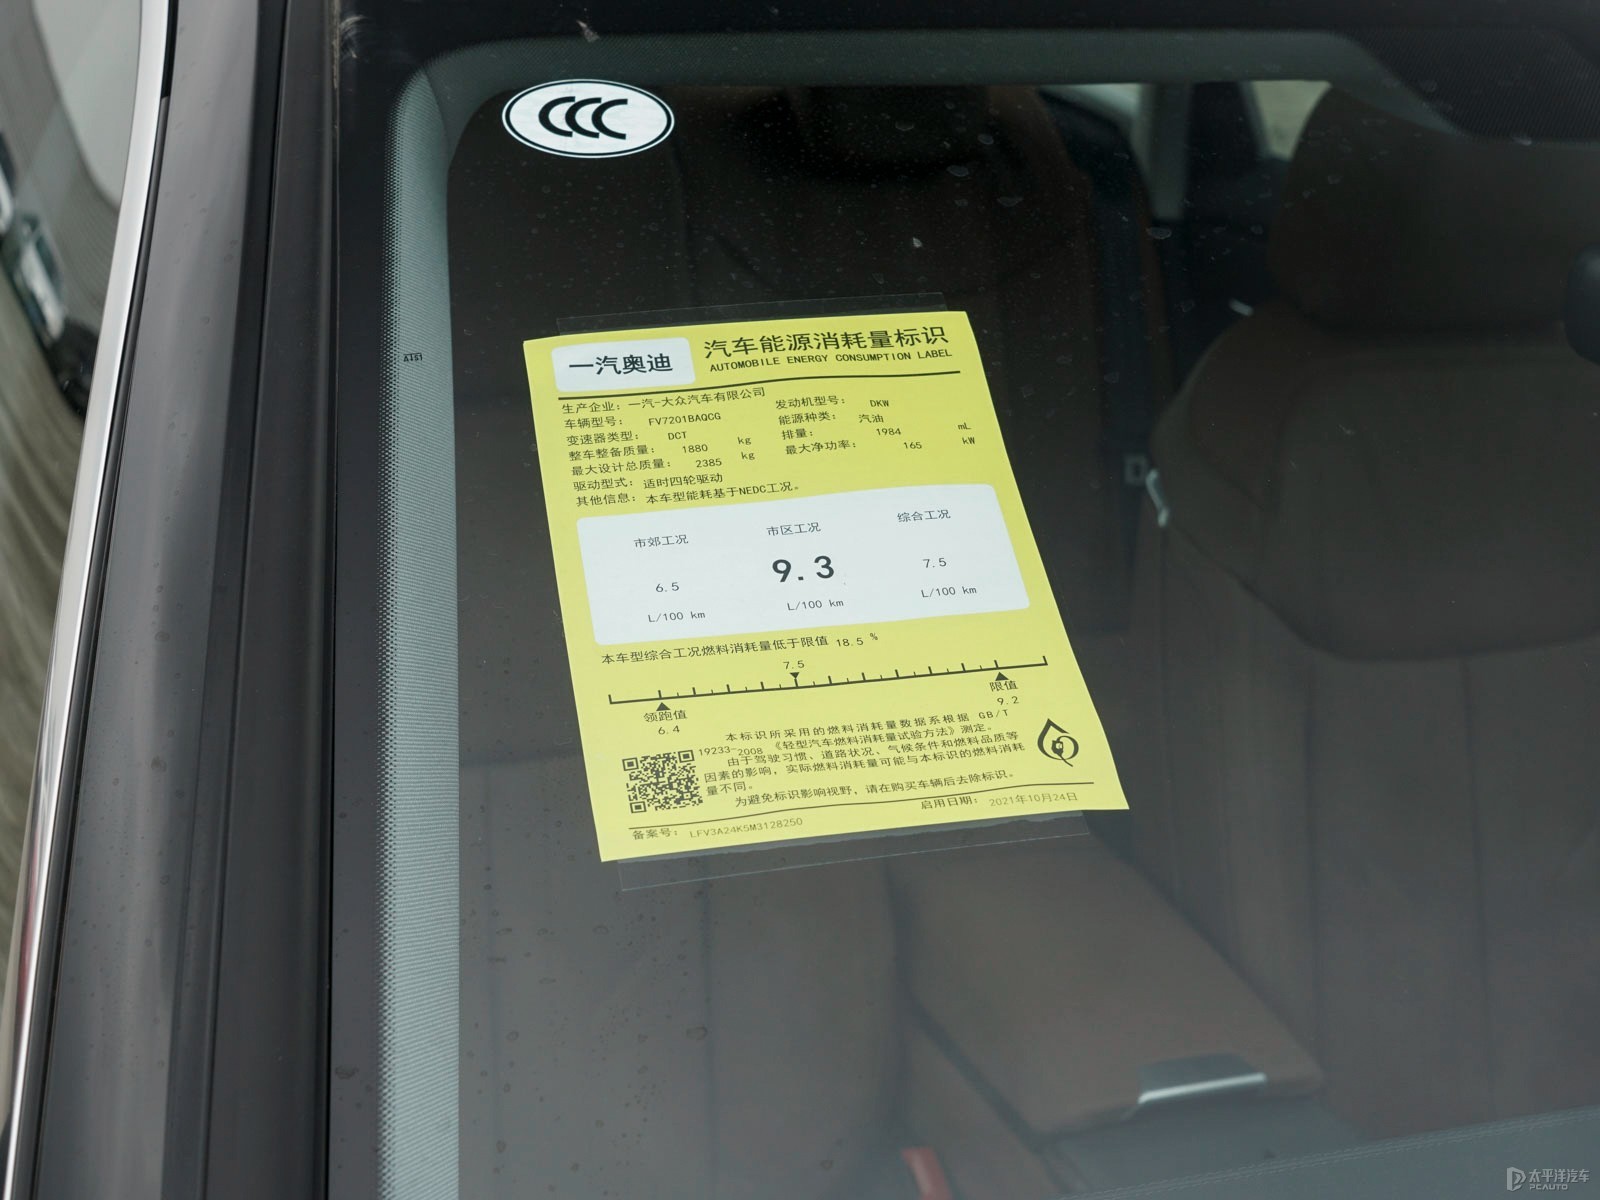 CCC
A1S1
一汽奥迪
汽车能源消耗量标识
AUTOMOBILE ENERGY CONSUMPTION LABEL
生产企业：一汽-大众汽车有限公司
发动机型号： DKW
车辆型号： FV7201BAQCG
能源种类： 汽油
变速器类型： DCT
排量： 1984 mL
整车整备质量： 1880 kg
最大净功率： 165 kW
最大设计总质量： 2385 kg
驱动型式： 适时四轮驱动
其他信息： 本车型能耗基于NEDC工况。
市郊工况 市区工况 综合工况
6.5 9.3 7.5
L/100 km L/100 km L/100 km
本车型综合工况燃料消耗量低于限值 18.5 %
7.5
领跑值 限值
6.4 9.2
本标识所采用的燃料消耗量数据系根据 GB/T
19233-2008 《轻型汽车燃料消耗量试验方法》测定。
由于驾驶习惯、道路状况、气候条件和燃料品质等
因素的影响，实际燃料消耗量可能与本标识的燃料消耗
量不同。
为避免标识影响视野，请在购买车辆后去除标识。
备案号： LFV3A24K5M3128250
启用日期： 2021年10月24日
太平洋汽车
PCAUTO